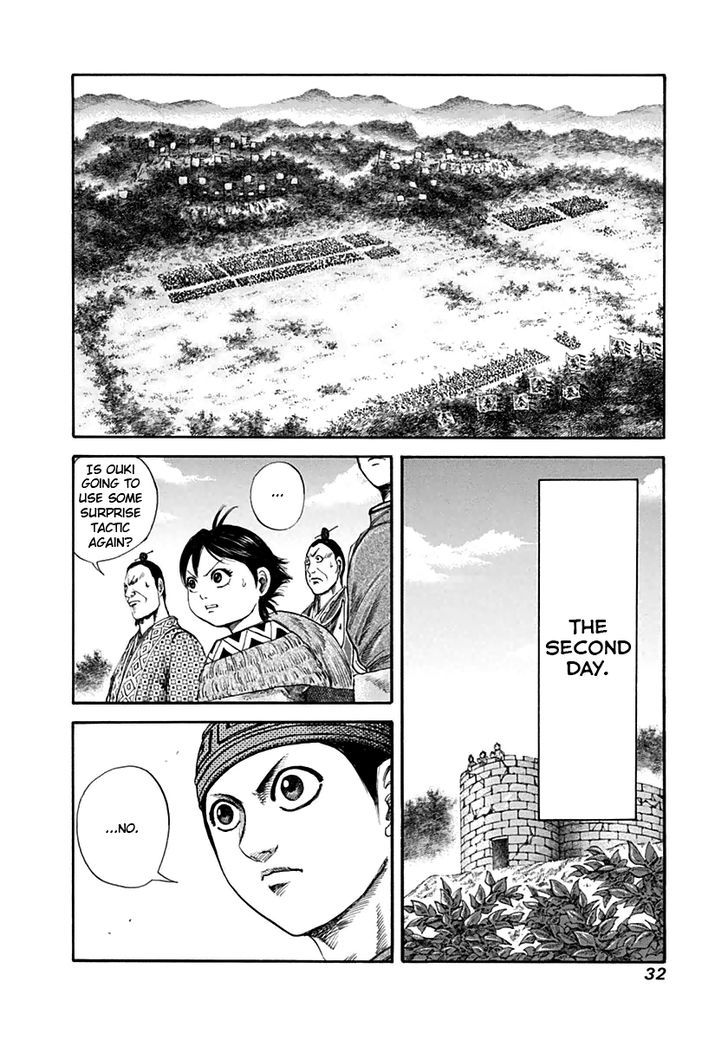 THE
SECOND
DAY.
...
IS OUKI
GOING TO
USE SOME
SURPRISE
TACTIC
AGAIN?
...NO.
32